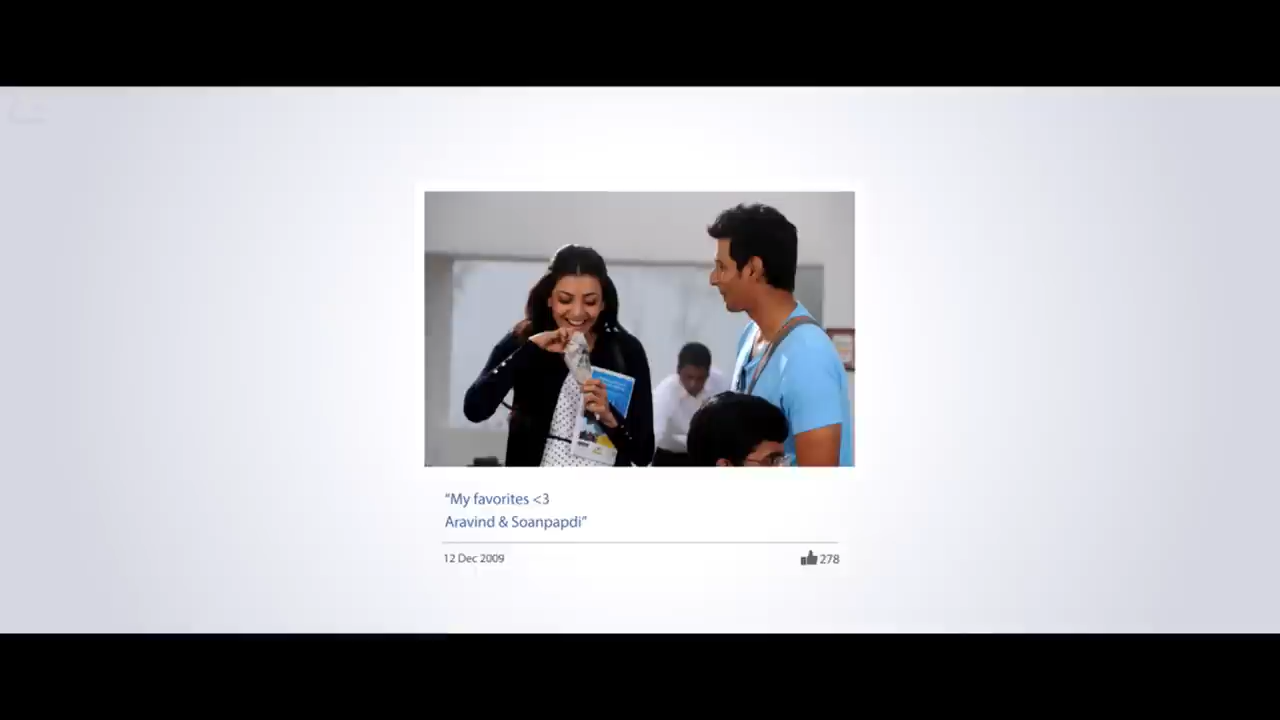 “My favorites <3
Aravind & Soanpapdi”
12 Dec 2009
278